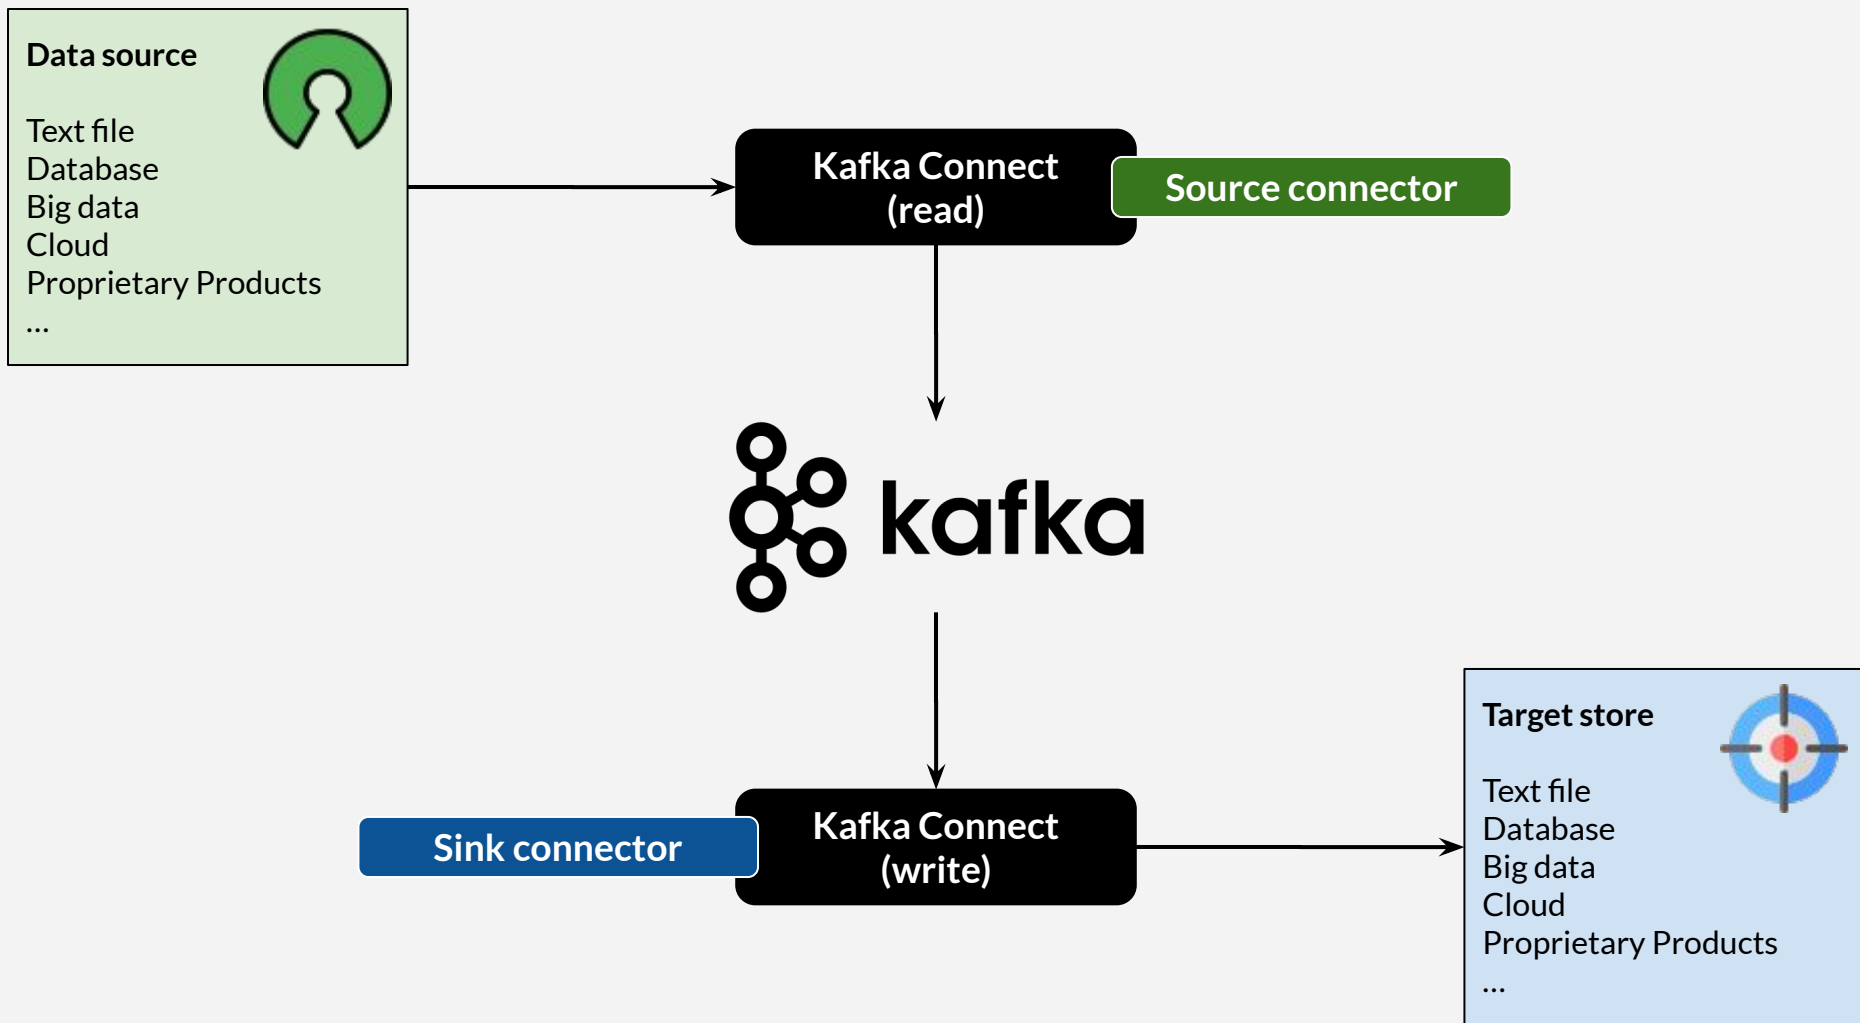 Data source
Text file
Database
Big data
Cloud
Proprietary Products
...
Kafka Connect
(read)
Source connector
kafka
Sink connector
Kafka Connect
(write)
Target store
Text file
Database
Big data
Cloud
Proprietary Products
...